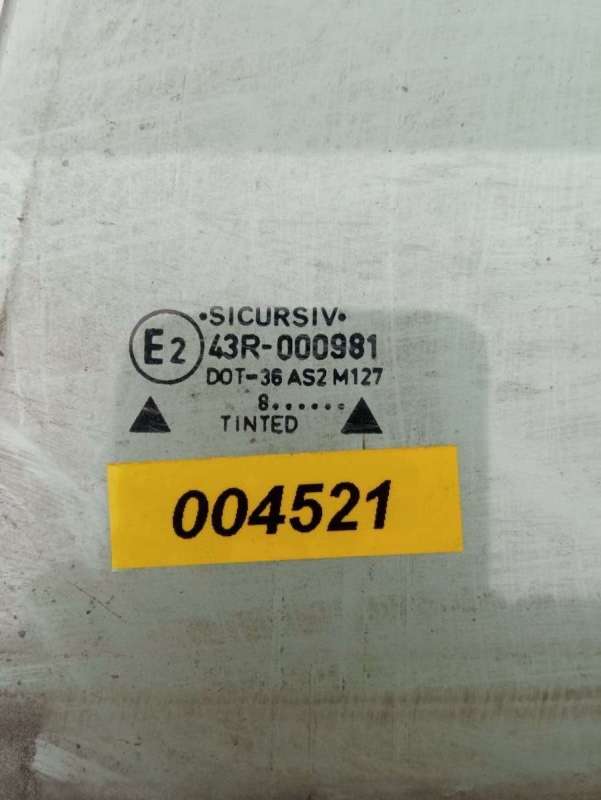 •SICURSIV•
E2 43R-000981
DOT-36 AS2 M127
8......
TINTED
004521